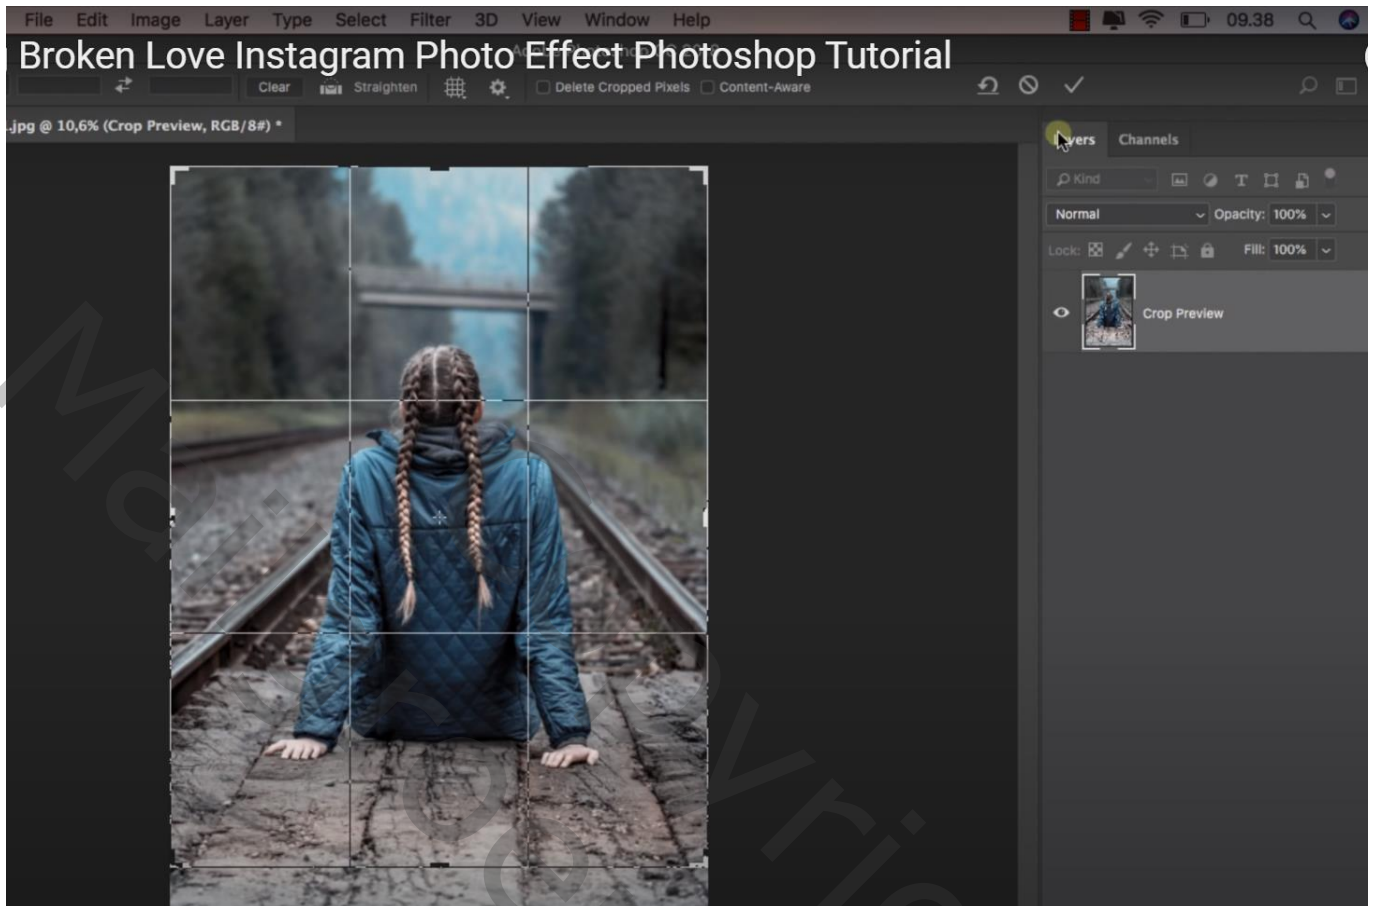 File Edit Image Layer Type Select Filter 3D View Window Help 09.38
Broken Love Instagram Photo Effect Photoshop Tutorial
Clear Straighten Delete Cropped Pixels Content-Aware
.jpg @ 10,6% (Crop Preview, RGB/8#) *
Layers Channels
Kind
Normal Opacity: 100%
Lock: Fill: 100%
Crop Preview